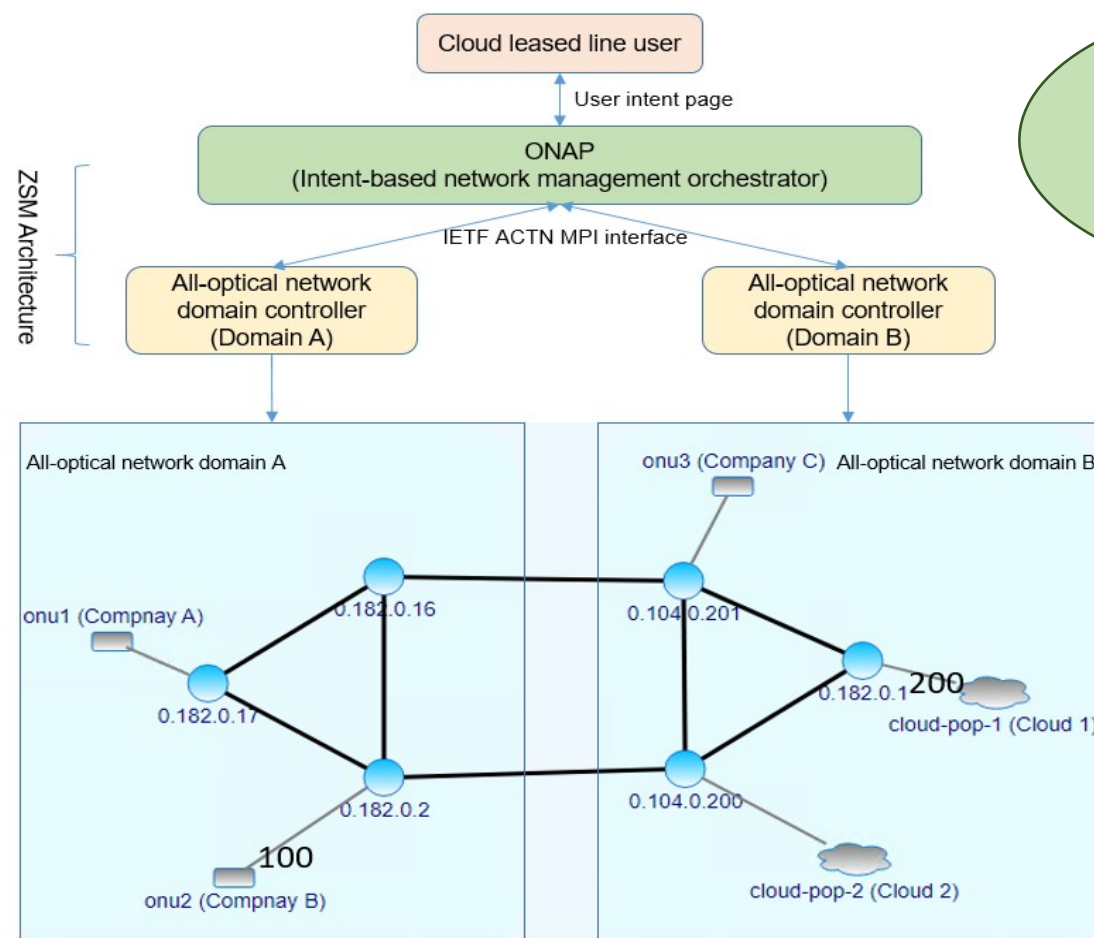 Cloud leased line user
User intent page
ONAP
(Intent-based network management orchestrator)
ZSM Architecture
IETF ACTN MPI interface
All-optical network
domain controller
(Domain A)
All-optical network
domain controller
(Domain B)
All-optical network domain A
onu3 (Company C)
All-optical network domain B
0.182.0.16
0.104.0.201
onu1 (Compnay A)
0.182.0.17
0.182.0.1
200
cloud-pop-1 (Cloud 1)
0.182.0.2
0.104.0.200
100
onu2 (Compnay B)
cloud-pop-2 (Cloud 2)